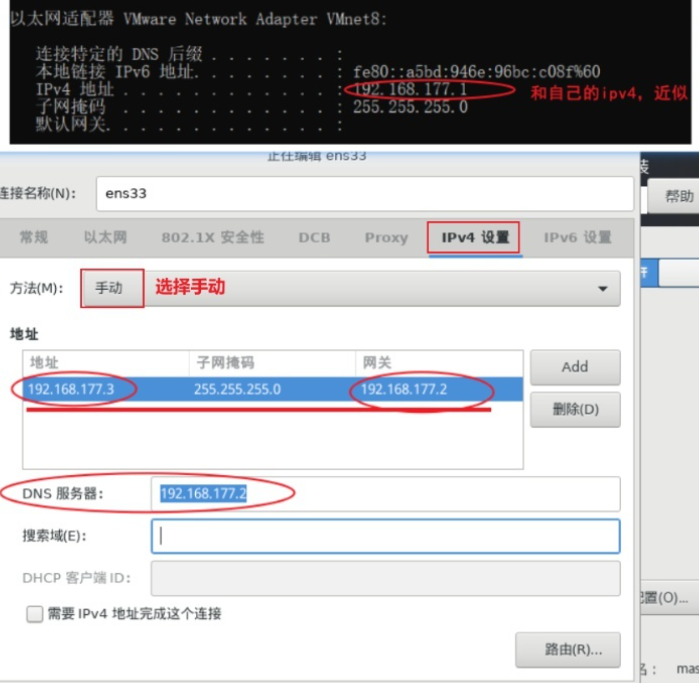 以太网适配器 VMware Network Adapter VMnet8:
连接特定的 DNS 后缀 . . . . . . . :
本地链接 IPv6 地址. . . . . . . . : fe80::a5bd:946e:96bc:c08f%60
IPv4 地址 . . . . . . . . . . . . : 192.168.177.1 和自己的ipv4，近似
子网掩码 . . . . . . . . . . . . : 255.255.255.0
默认网关. . . . . . . . . . . . . :
正在编辑 ens33
装
连接名称(N): ens33
帮助
常规 以太网 802.1X 安全性 DCB Proxy IPv4 设置 IPv6 设置
方法(M): 手动 选择手动
地址
地址 子网掩码 网关
Add
192.168.177.3 255.255.255.0 192.168.177.2
删除(D)
DNS 服务器: 192.168.177.2
搜索域(E):
DHCP 客户端 ID:
需要 IPv4 地址完成这个连接
配置(O)...
路由(R)...
名: mas